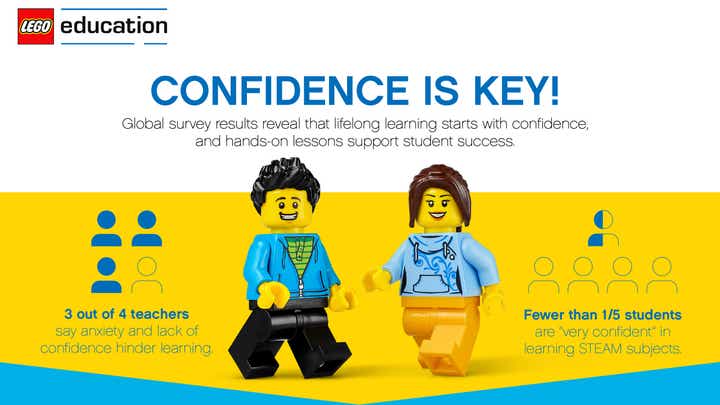 LEGO education
CONFIDENCE IS KEY!
Global survey results reveal that lifelong learning starts with confidence,
and hands-on lessons support student success.
3 out of 4 teachers
say anxiety and lack of
confidence hinder learning.
Fewer than 1/5 students
are "very confident" in
learning STEAM subjects.